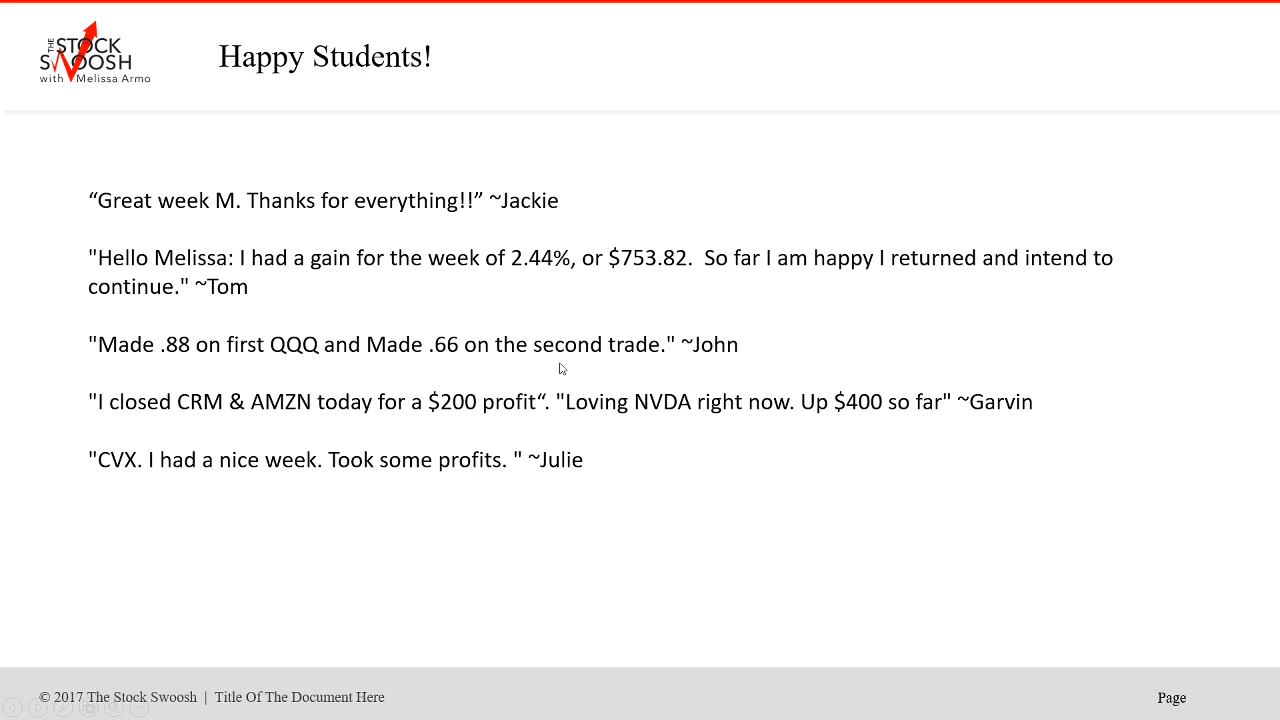 THE
STOCK
SWOOSH
with Melissa Armo
Happy Students!
“Great week M. Thanks for everything!!” ~Jackie
"Hello Melissa: I had a gain for the week of 2.44%, or $753.82.  So far I am happy I returned and intend to
continue." ~Tom
"Made .88 on first QQQ and Made .66 on the second trade." ~John
"I closed CRM & AMZN today for a $200 profit“. "Loving NVDA right now. Up $400 so far" ~Garvin
"CVX. I had a nice week. Took some profits. " ~Julie
© 2017 The Stock Swoosh | Title Of The Document Here
Page